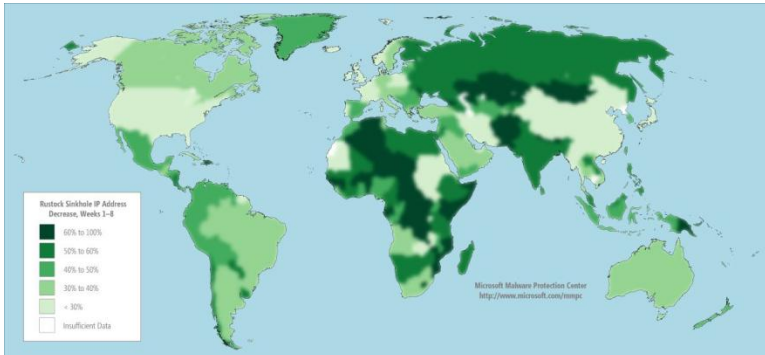 Rustock Sinkhole IP Address
Decrease, Weeks 1–8
60% to 100%
50% to 60%
40% to 50%
30% to 40%
< 30%
Insufficient Data
Microsoft Malware Protection Center
http://www.microsoft.com/mmpc